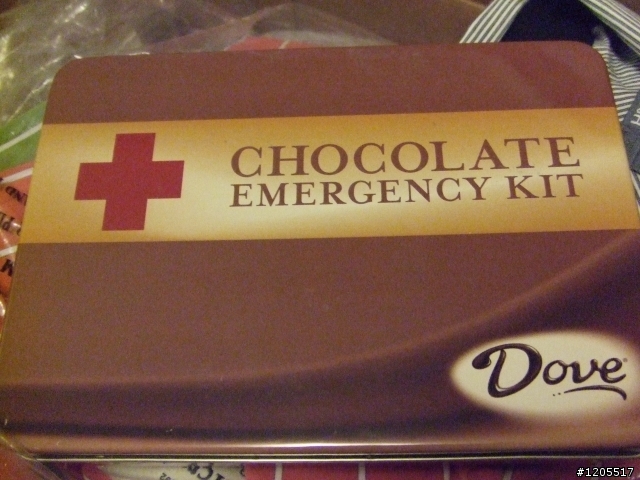 CHOCOLATE
EMERGENCY KIT
Dove
#1205517